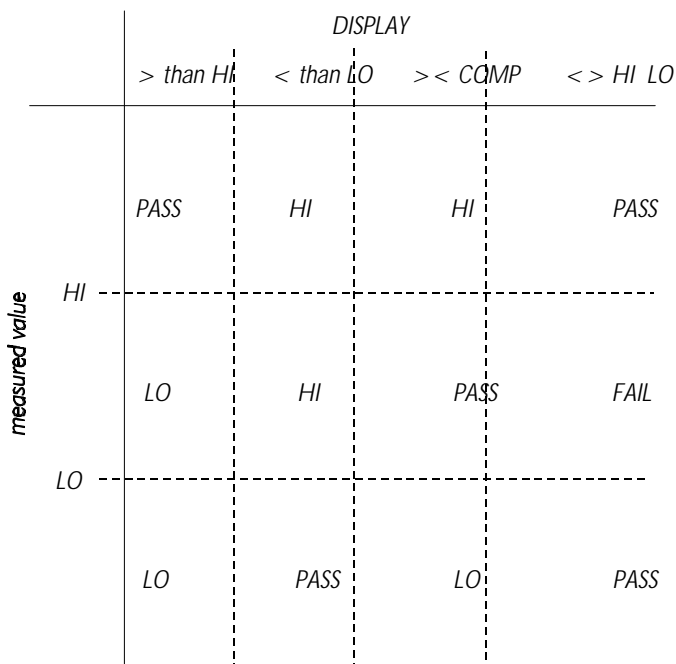 DISPLAY
> than HI < than LO >< COMP <> HI LO
PASS HI HI PASS
HI
measured value
LO HI PASS FAIL
LO
LO PASS LO PASS